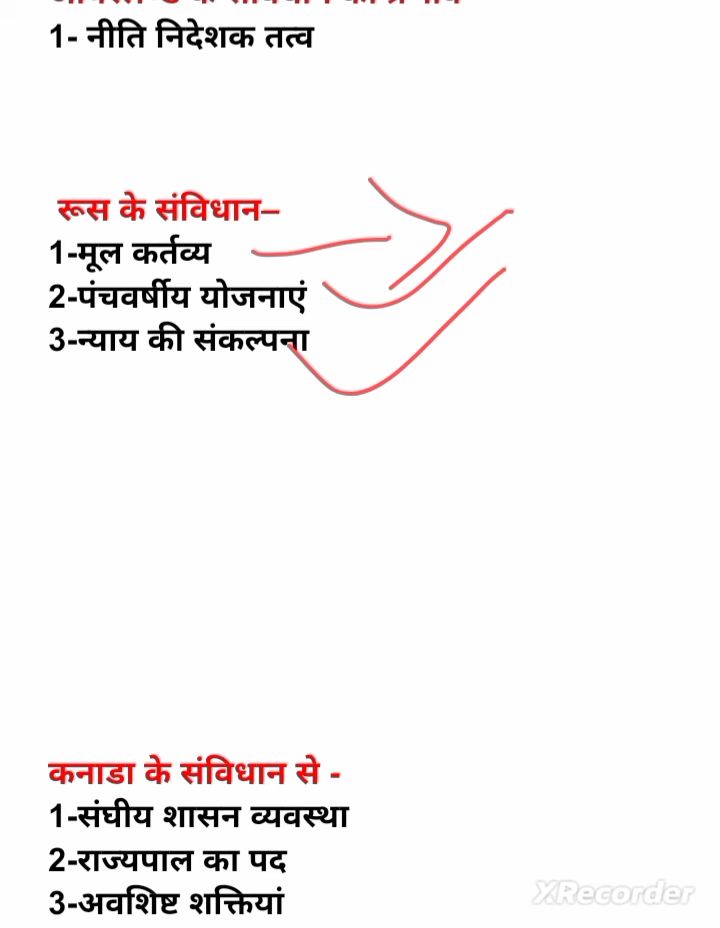 1- नीति निदेशक तत्व
रूस के संविधान–
1-मूल कर्तव्य
2-पंचवर्षीय योजनाएं
3-न्याय की संकल्पना
कनाडा के संविधान से -
1-संघीय शासन व्यवस्था
2-राज्यपाल का पद
3-अवशिष्ट शक्तियां
XRecorder